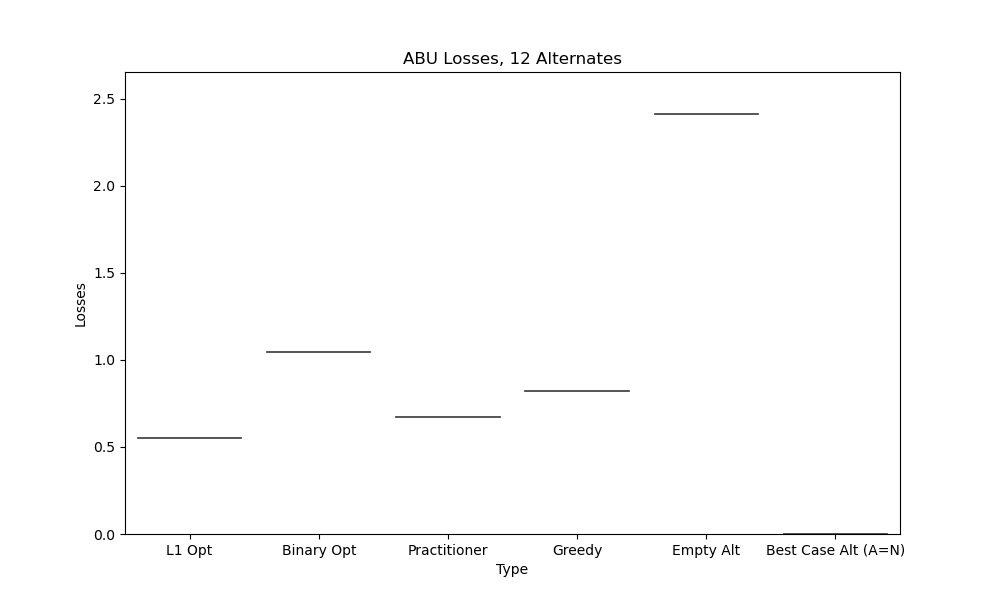 ABU Losses, 12 Alternates
Losses
2.5
2.0
1.5
1.0
0.5
0.0
L1 Opt
Binary Opt
Practitioner
Greedy
Empty Alt
Best Case Alt (A=N)
Type